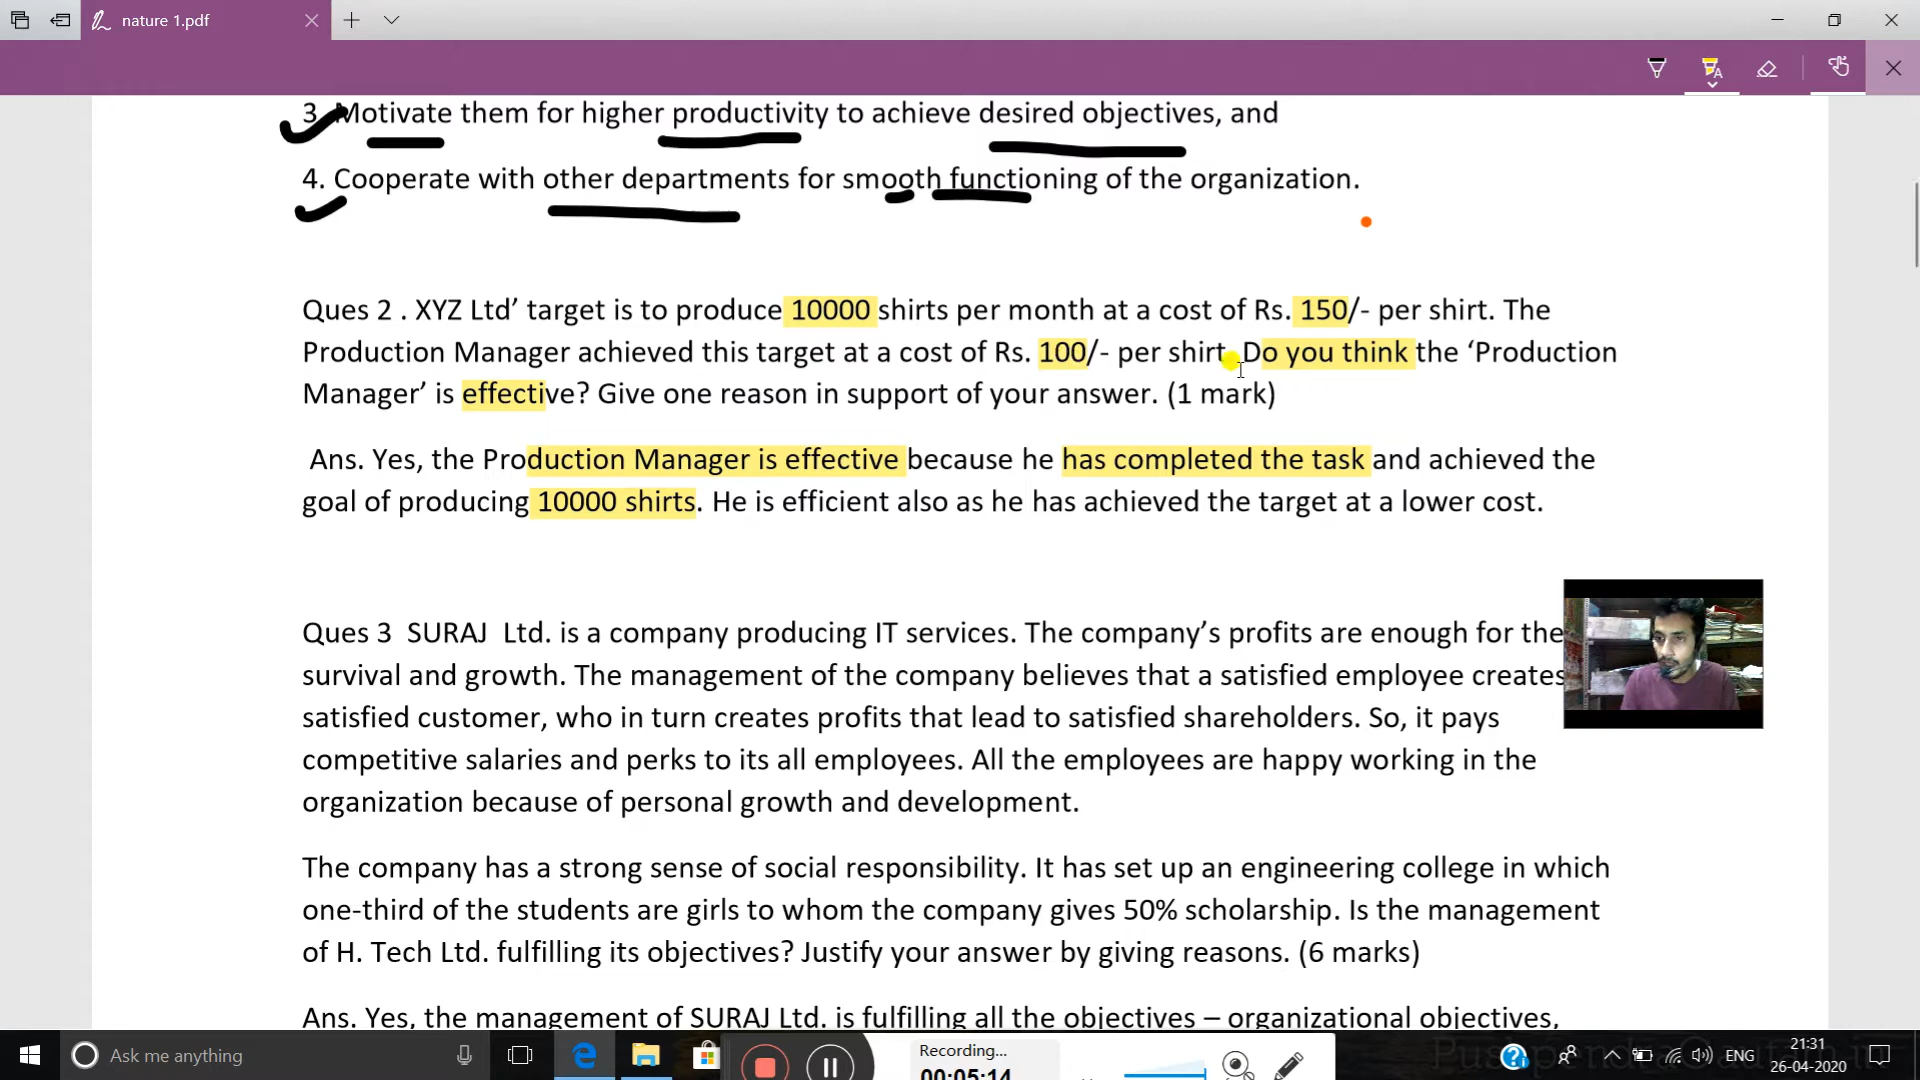 nature 1.pdf
3. Motivate them for higher productivity to achieve desired objectives, and
4. Cooperate with other departments for smooth functioning of the organization.
Ques 2 . XYZ Ltd’ target is to produce 10000 shirts per month at a cost of Rs. 150/- per shirt. The
Production Manager achieved this target at a cost of Rs. 100/- per shirt. Do you think the ‘Production
Manager’ is effective? Give one reason in support of your answer. (1 mark)
Ans. Yes, the Production Manager is effective because he has completed the task and achieved the
goal of producing 10000 shirts. He is efficient also as he has achieved the target at a lower cost.
Ques 3 SURAJ Ltd. is a company producing IT services. The company’s profits are enough for the
survival and growth. The management of the company believes that a satisfied employee creates
satisfied customer, who in turn creates profits that lead to satisfied shareholders. So, it pays
competitive salaries and perks to its all employees. All the employees are happy working in the
organization because of personal growth and development.
The company has a strong sense of social responsibility. It has set up an engineering college in which
one-third of the students are girls to whom the company gives 50% scholarship. Is the management
of H. Tech Ltd. fulfilling its objectives? Justify your answer by giving reasons. (6 marks)
Ans. Yes, the management of SURAJ Ltd. is fulfilling all the objectives – organizational objectives,
Ask me anything
Recording...
00:05:14
ENG
21:31
26-04-2020